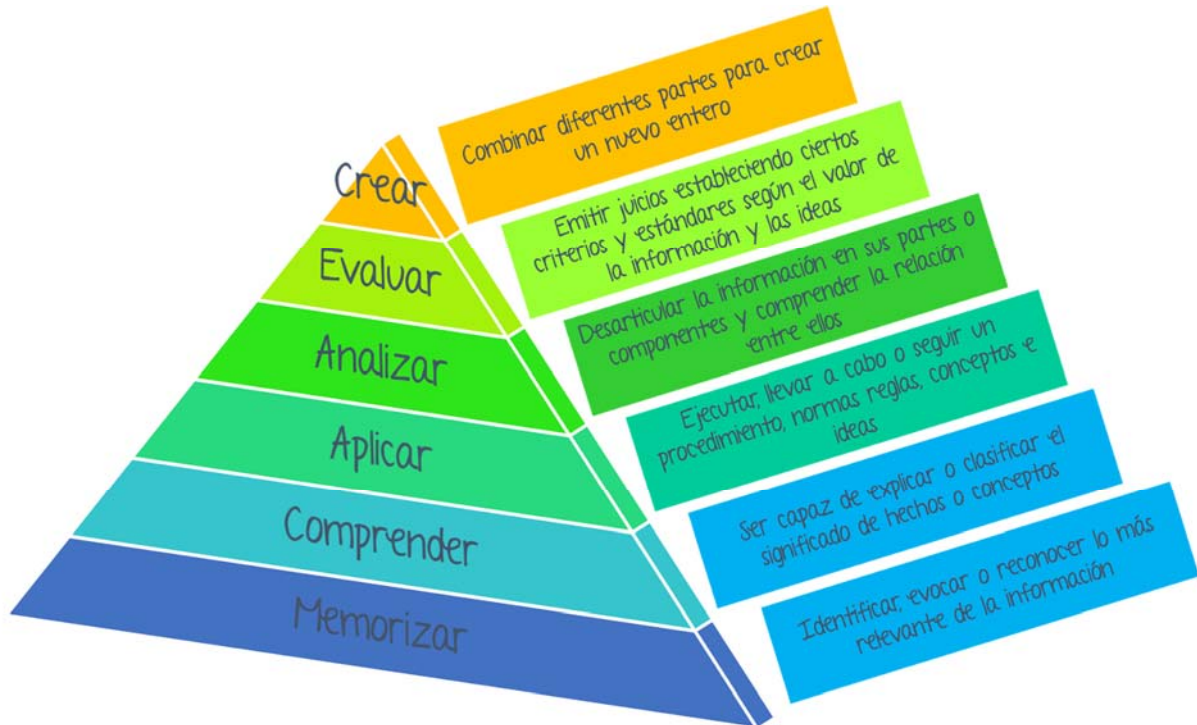 Crear
Combinar diferentes partes para crear
un nuevo entero
Evaluar
Emitir juicios estableciendo ciertos
criterios y estándares según el valor de
la información y las ideas
Analizar
Desarticular la información en sus partes o
componentes y comprender la relación
entre ellos
Aplicar
Ejecutar, llevar a cabo o seguir un
procedimiento, normas reglas, conceptos e
ideas
Comprender
Ser capaz de explicar o clasificar el
significado de hechos o conceptos
Memorizar
Identificar, evocar o reconocer lo más
relevante de la información